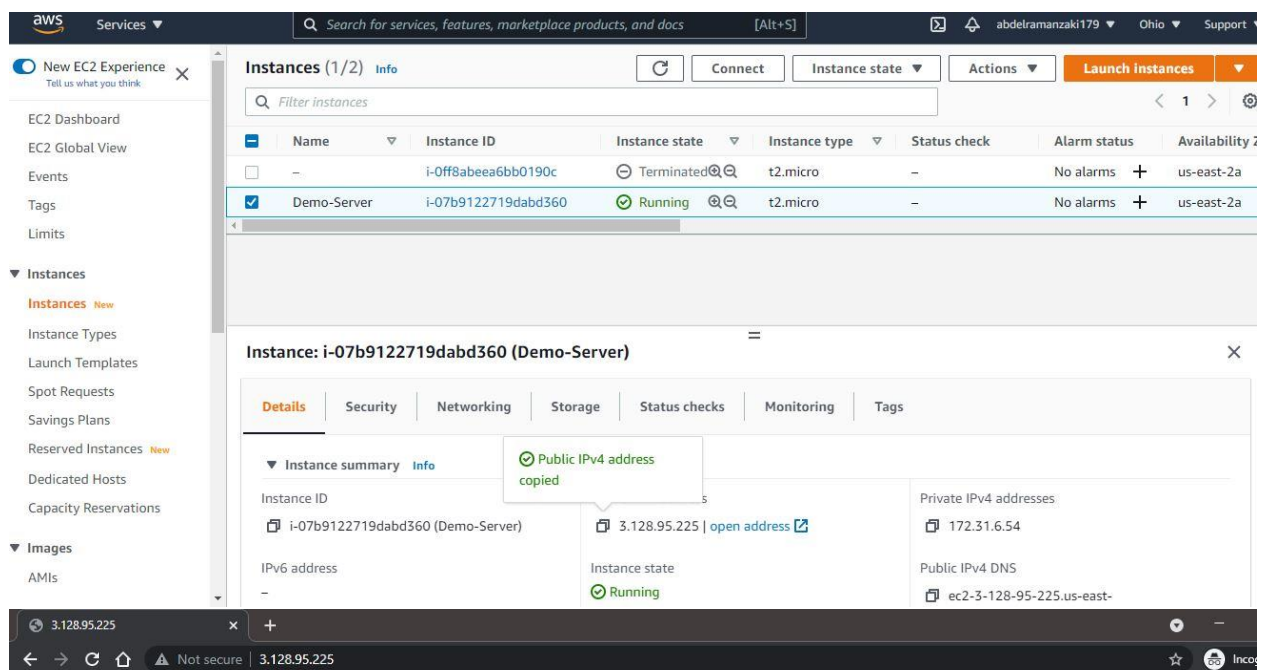 aws Services ▼ Search for services, features, marketplace products, and docs [Alt+S] abdelramanzaki179 ▼ Ohio ▼ Support
New EC2 Experience
Tell us what you think
EC2 Dashboard
EC2 Global View
Events
Tags
Limits
▼ Instances
Instances New
Instance Types
Launch Templates
Spot Requests
Savings Plans
Reserved Instances New
Dedicated Hosts
Capacity Reservations
▼ Images
AMIs
Instances (1/2) Info Connect Instance state ▼ Actions ▼ Launch instances ▼
Filter instances
1
Name Instance ID Instance state Instance type Status check Alarm status Availability
– i-0ff8abeea6bb0190c Terminated t2.micro – No alarms + us-east-2a
Demo-Server i-07b9122719dabd360 Running t2.micro – No alarms + us-east-2a
Instance: i-07b9122719dabd360 (Demo-Server)
Details Security Networking Storage Status checks Monitoring Tags
▼ Instance summary Info
Public IPv4 address
copied
Instance ID Private IPv4 addresses
i-07b9122719dabd360 (Demo-Server) 3.128.95.225 | open address 172.31.6.54
IPv6 address Instance state Public IPv4 DNS
– Running ec2-3-128-95-225.us-east-
3.128.95.225 × +
Not secure | 3.128.95.225